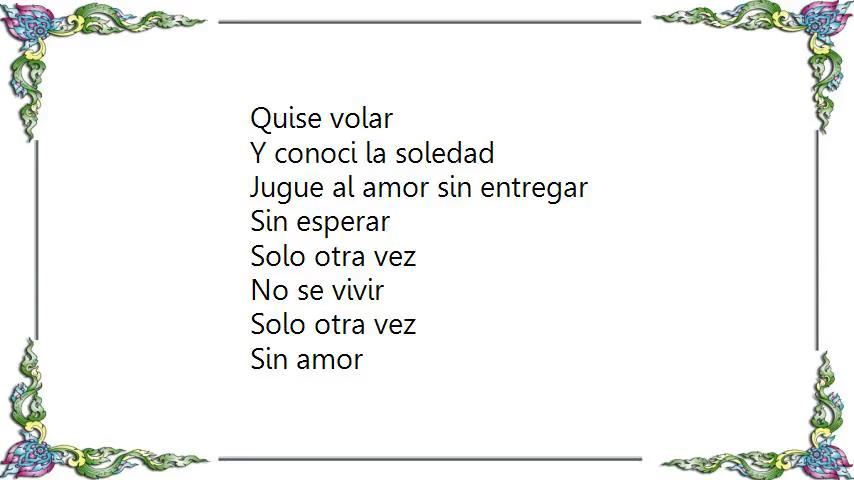 Quise volar
Y conoci la soledad
Jugue al amor sin entregar
Sin esperar
Solo otra vez
No se vivir
Solo otra vez
Sin amor